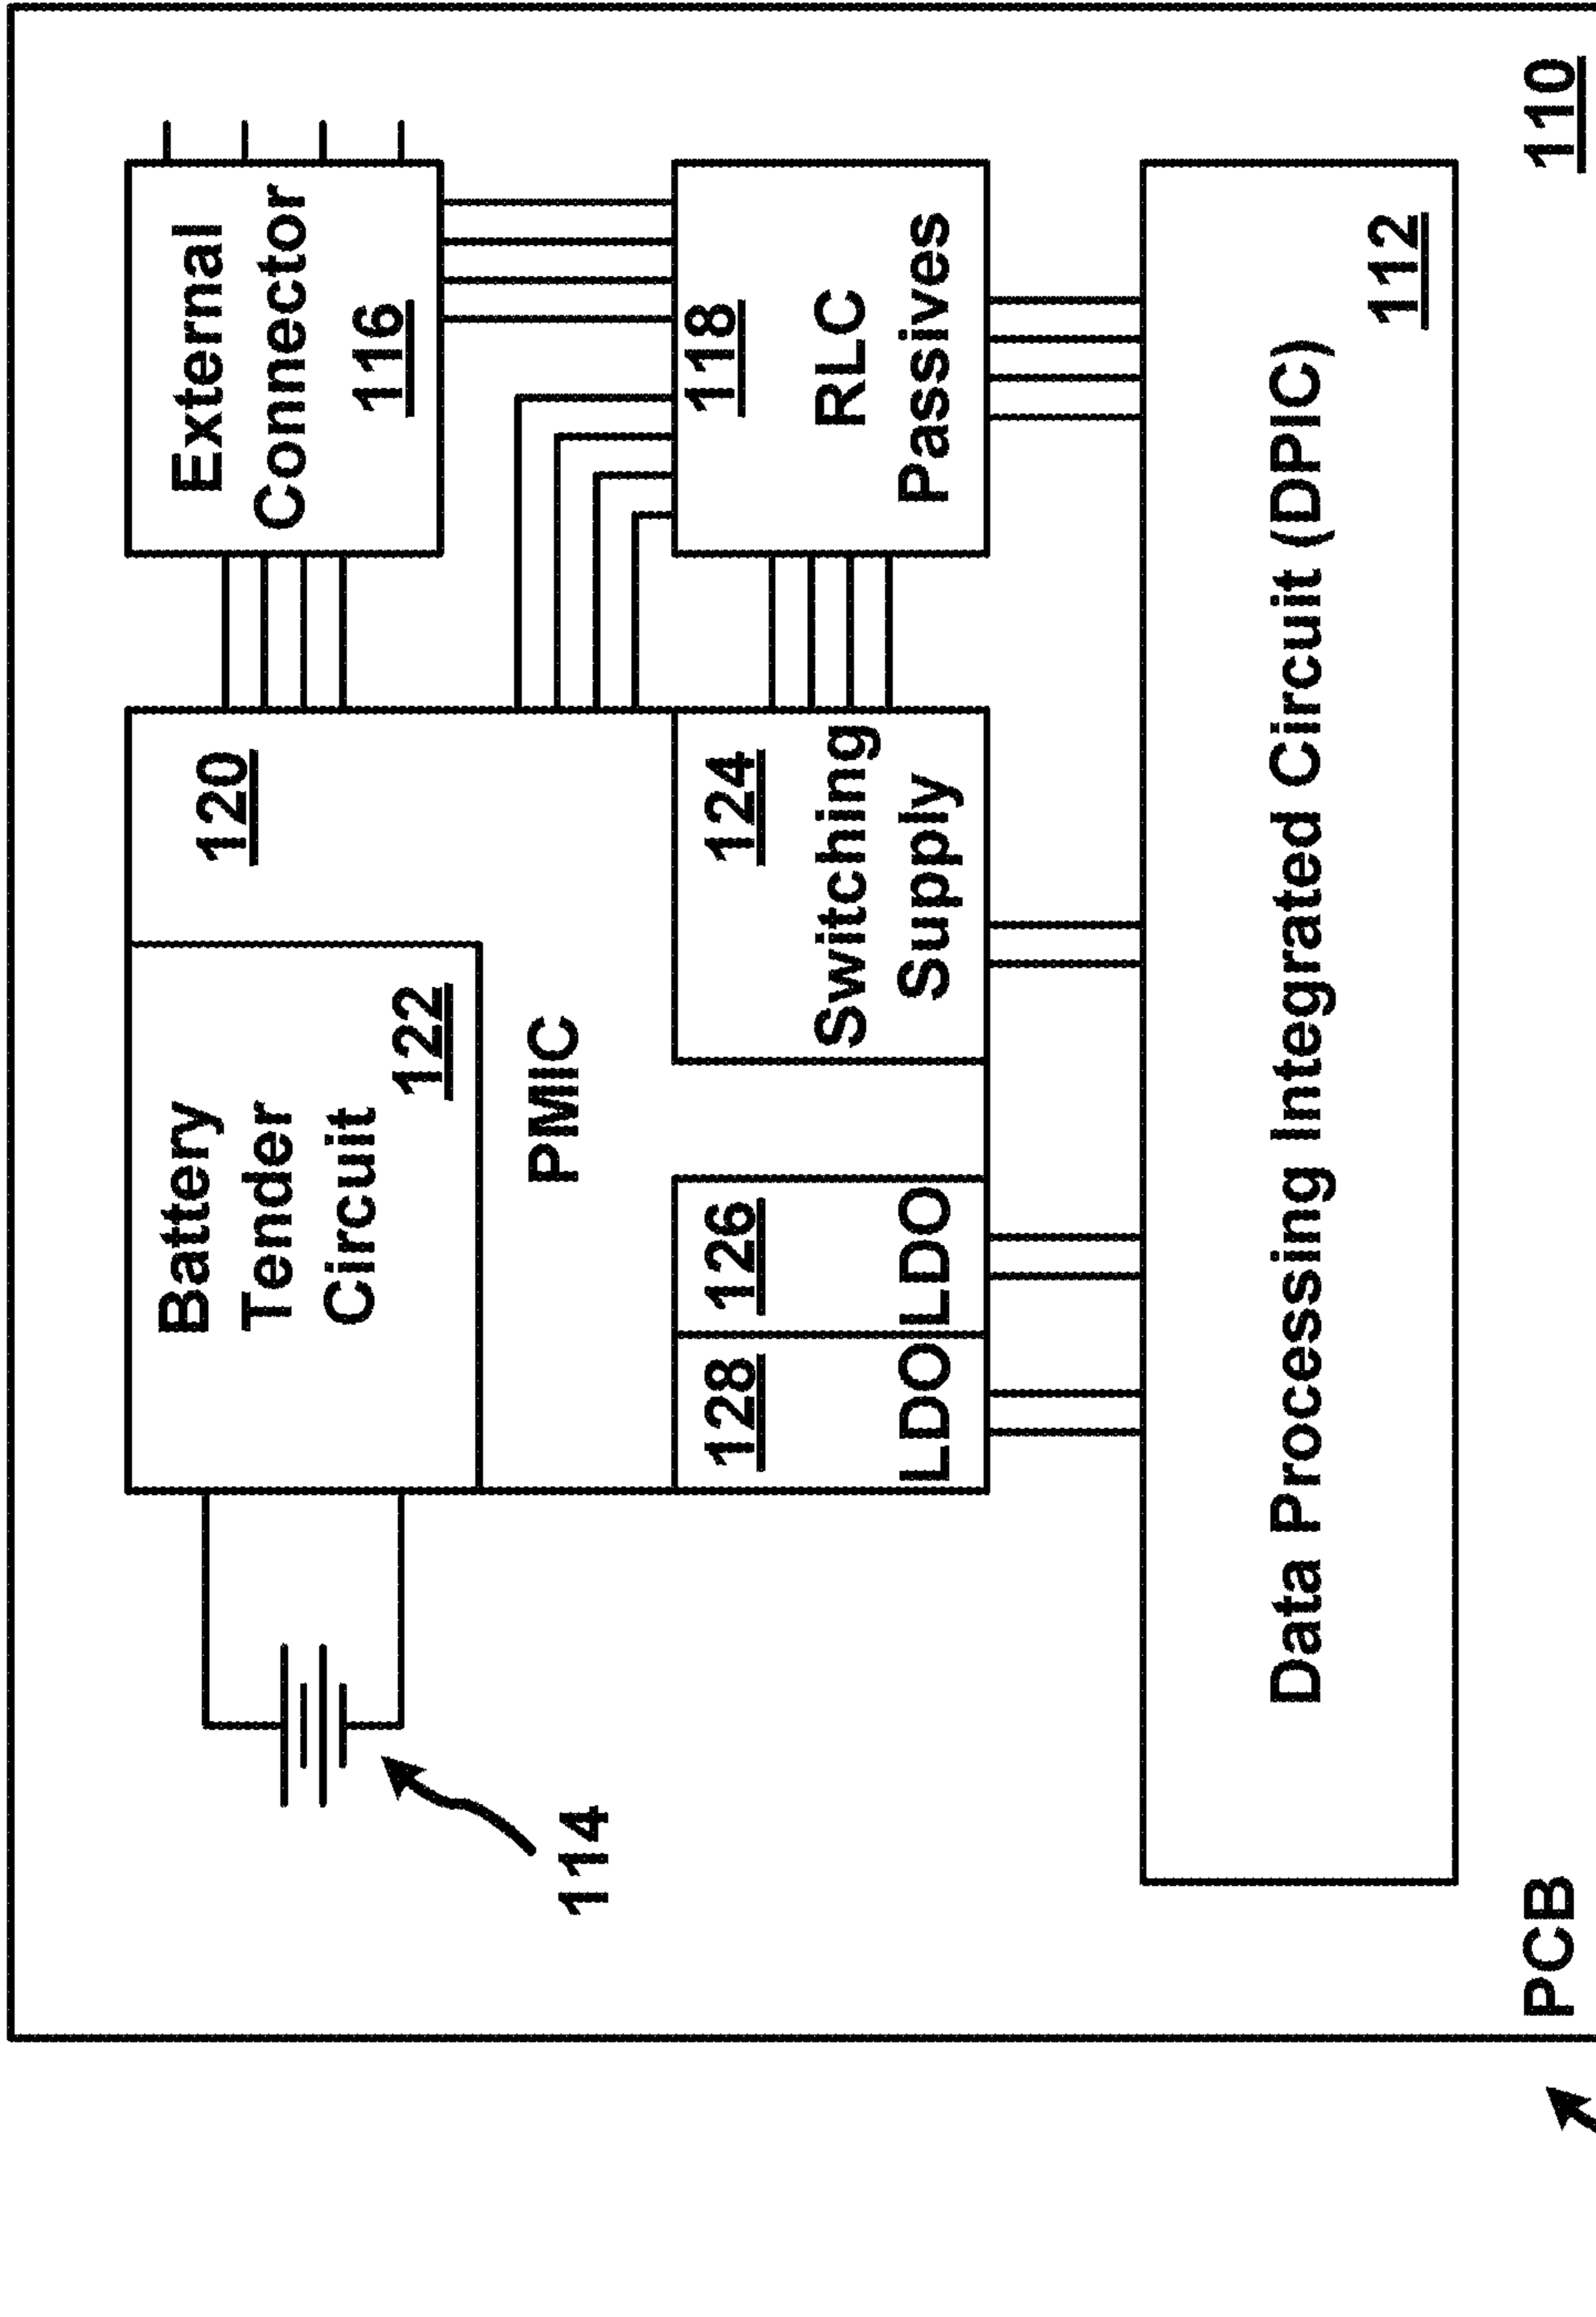 Battery
Tender
Circuit
122
120
External
Connector
116
114
PMIC
128
LDO
126
LDO
124
Switching
Supply
118
RLC
Passives
Data Processing Integrated Circuit (DPIC)
112
PCB
110